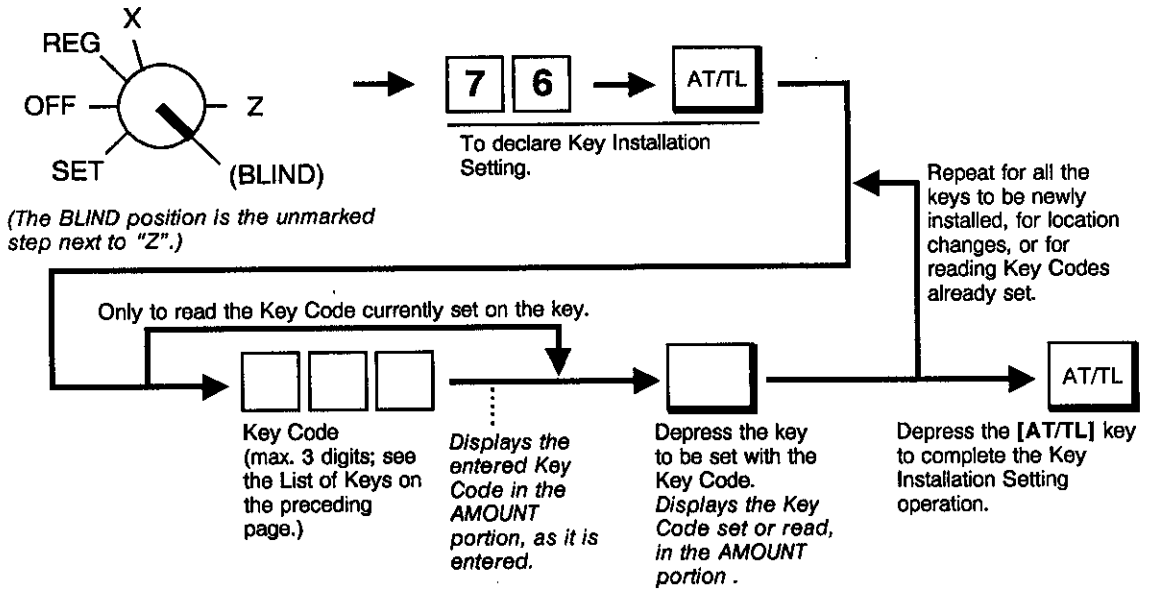 X
REG
OFF
Z
SET
(BLIND)
(The BLIND position is the unmarked
step next to "Z".)
7 6 AT/TL
To declare Key Installation
Setting.
Repeat for all the
keys to be newly
installed, for location
changes, or for
reading Key Codes
already set.
Only to read the Key Code currently set on the key.
Key Code
(max. 3 digits; see
the List of Keys on
the preceding
page.)
Displays the
entered Key
Code in the
AMOUNT
portion, as it is
entered.
Depress the key
to be set with the
Key Code.
Displays the Key
Code set or read,
in the AMOUNT
portion .
AT/TL
Depress the [AT/TL] key
to complete the Key
Installation Setting
operation.